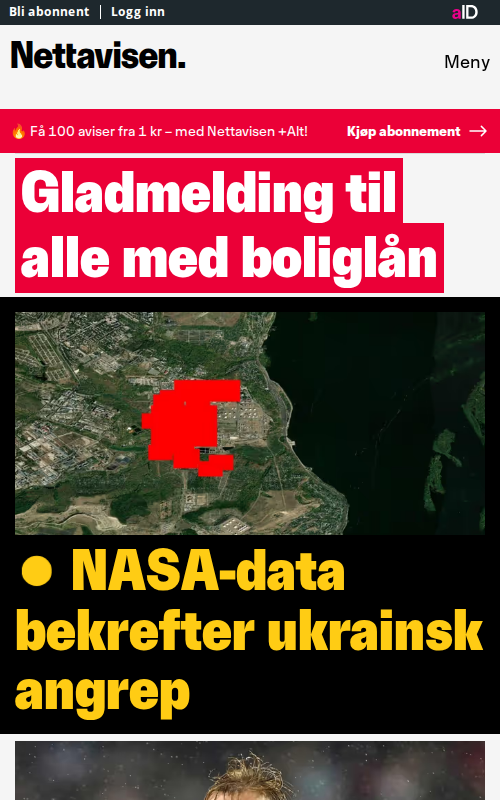 Bli abonnent
Logg inn
aID
Nettavisen.
Meny
🔥 Få 100 aviser fra 1 kr – med Nettavisen +Alt!
Kjøp abonnement →
Gladmelding til
alle med boliglån
● NASA-data
bekrefter ukrainsk
angrep